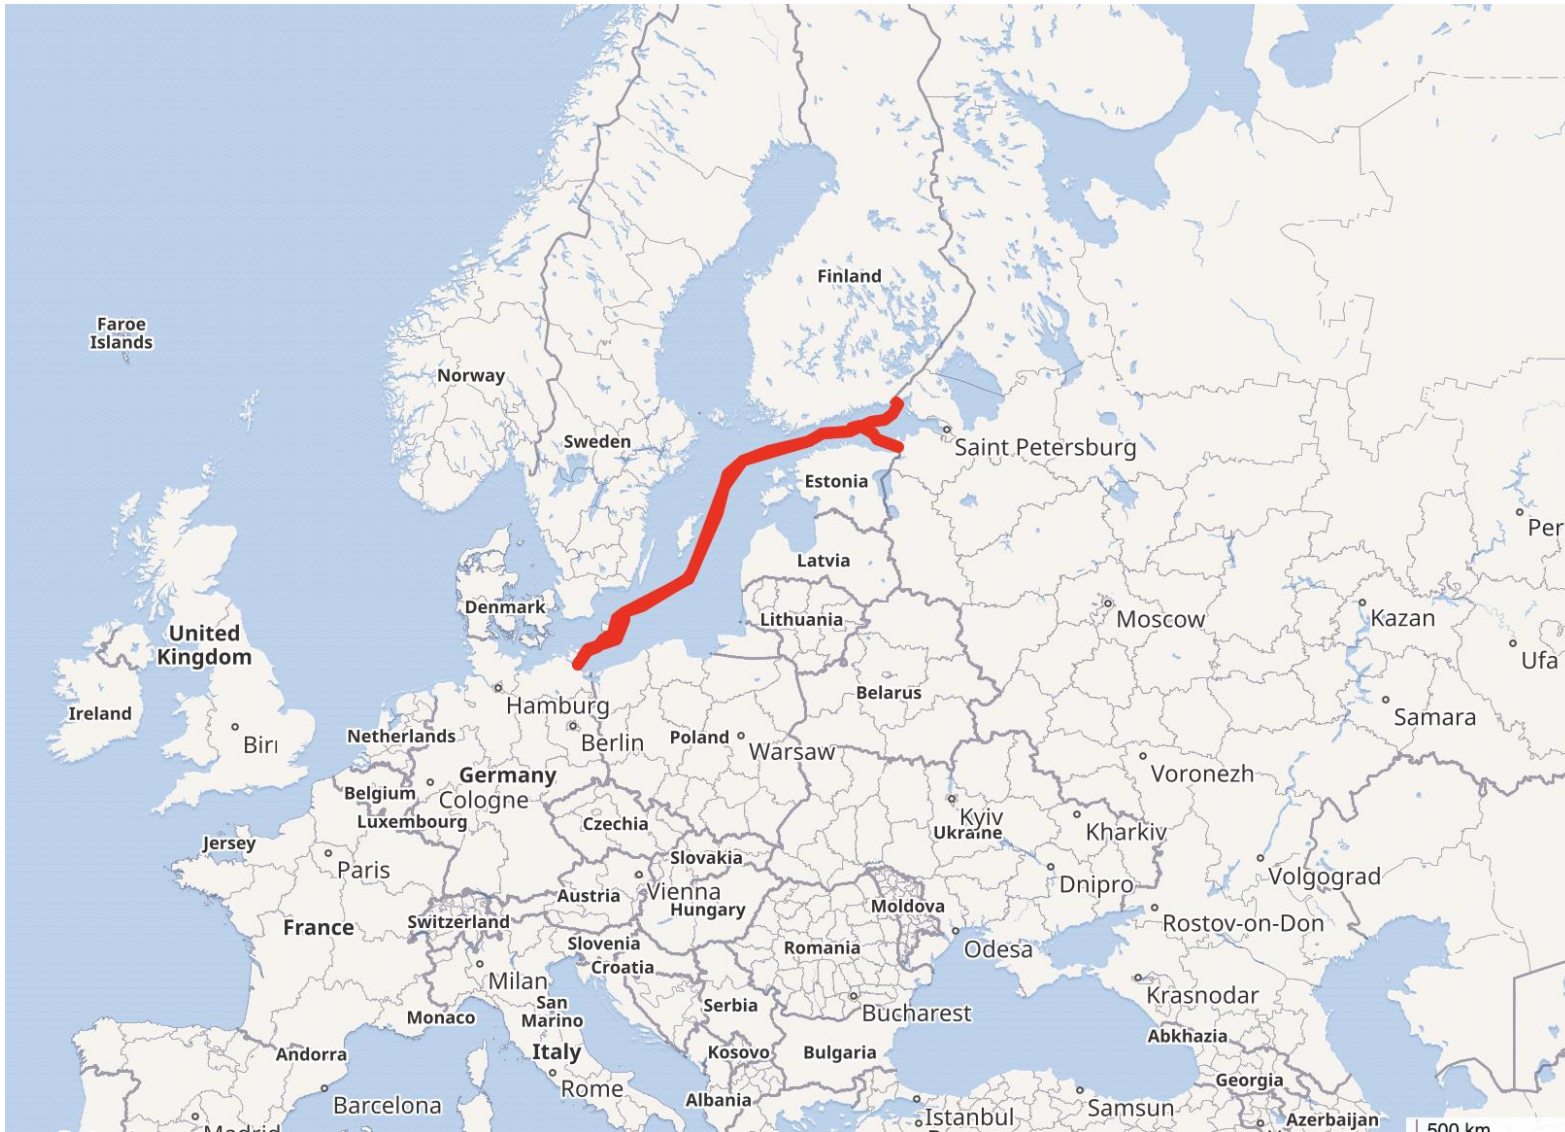 Finland
Faroe
Islands
Norway
Sweden
Saint Petersburg
Estonia
Per
Latvia
Denmark
Lithuania
Moscow
Kazan
United
Kingdom
Ufa
Belarus
Hamburg
Ireland
Samara
Netherlands
Poland
Warsaw
Berlin
Birı
Germany
Voronezh
Belgium
Cologne
Luxembourg
Czechia
Kyiv
Ukraine
Kharkiv
Jersey
Paris
Slovakia
Vienna
Dnipro
Volgograd
Austria
Hungary
Moldova
Switzerland
France
Rostov-on-Don
Slovenia
Romania
Odesa
Croatia
Milan
Krasnodar
San
Marino
Serbia
Bucharest
Monaco
Abkhazia
Andorra
Italy
Kosovo
Bulgaria
Georgia
Rome
Albania
Barcelona
Istanbul
Samsun
Azerbaijan
Madrid
500 km